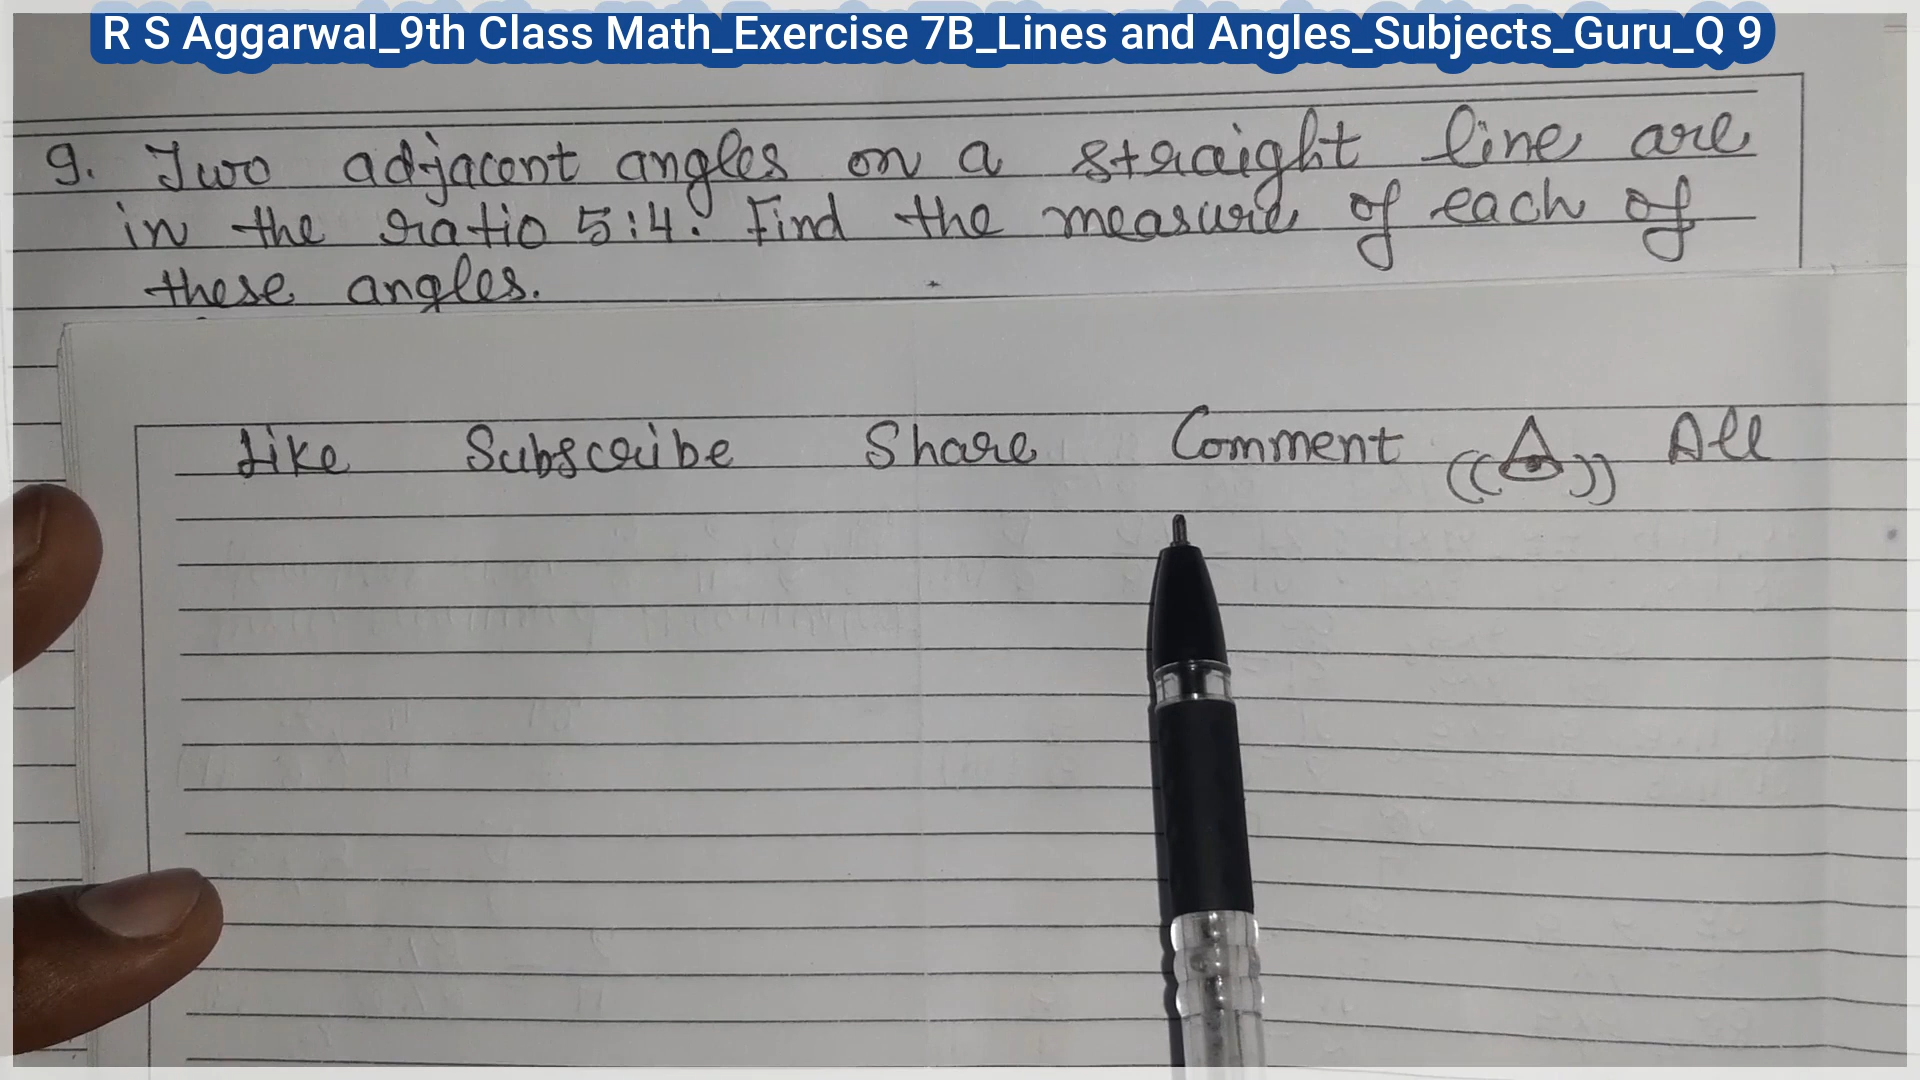 R S Aggarwal_9th Class Math_Exercise 7B_Lines and Angles_Subjects_Guru_Q 9
9. Two adjacent angles on a straight line are
in the ratio 5:4. Find the measure of each of
these angles.
Like Subscribe Share Comment All